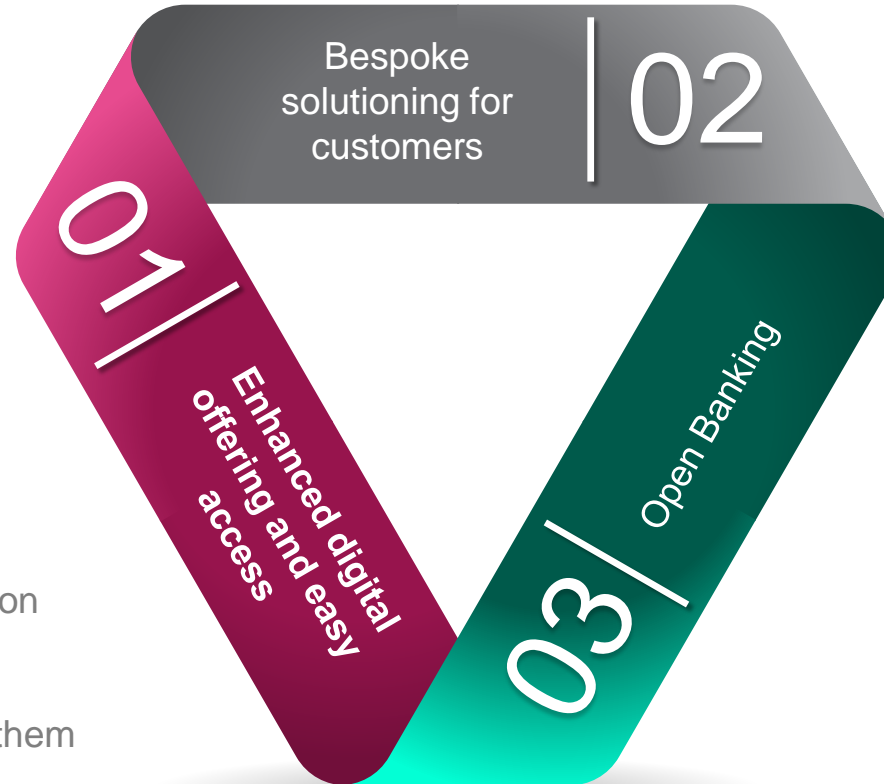 01
Enhanced digital
offering and easy
access
Bespoke
solutioning for
customers
02
03
Open Banking
on
them